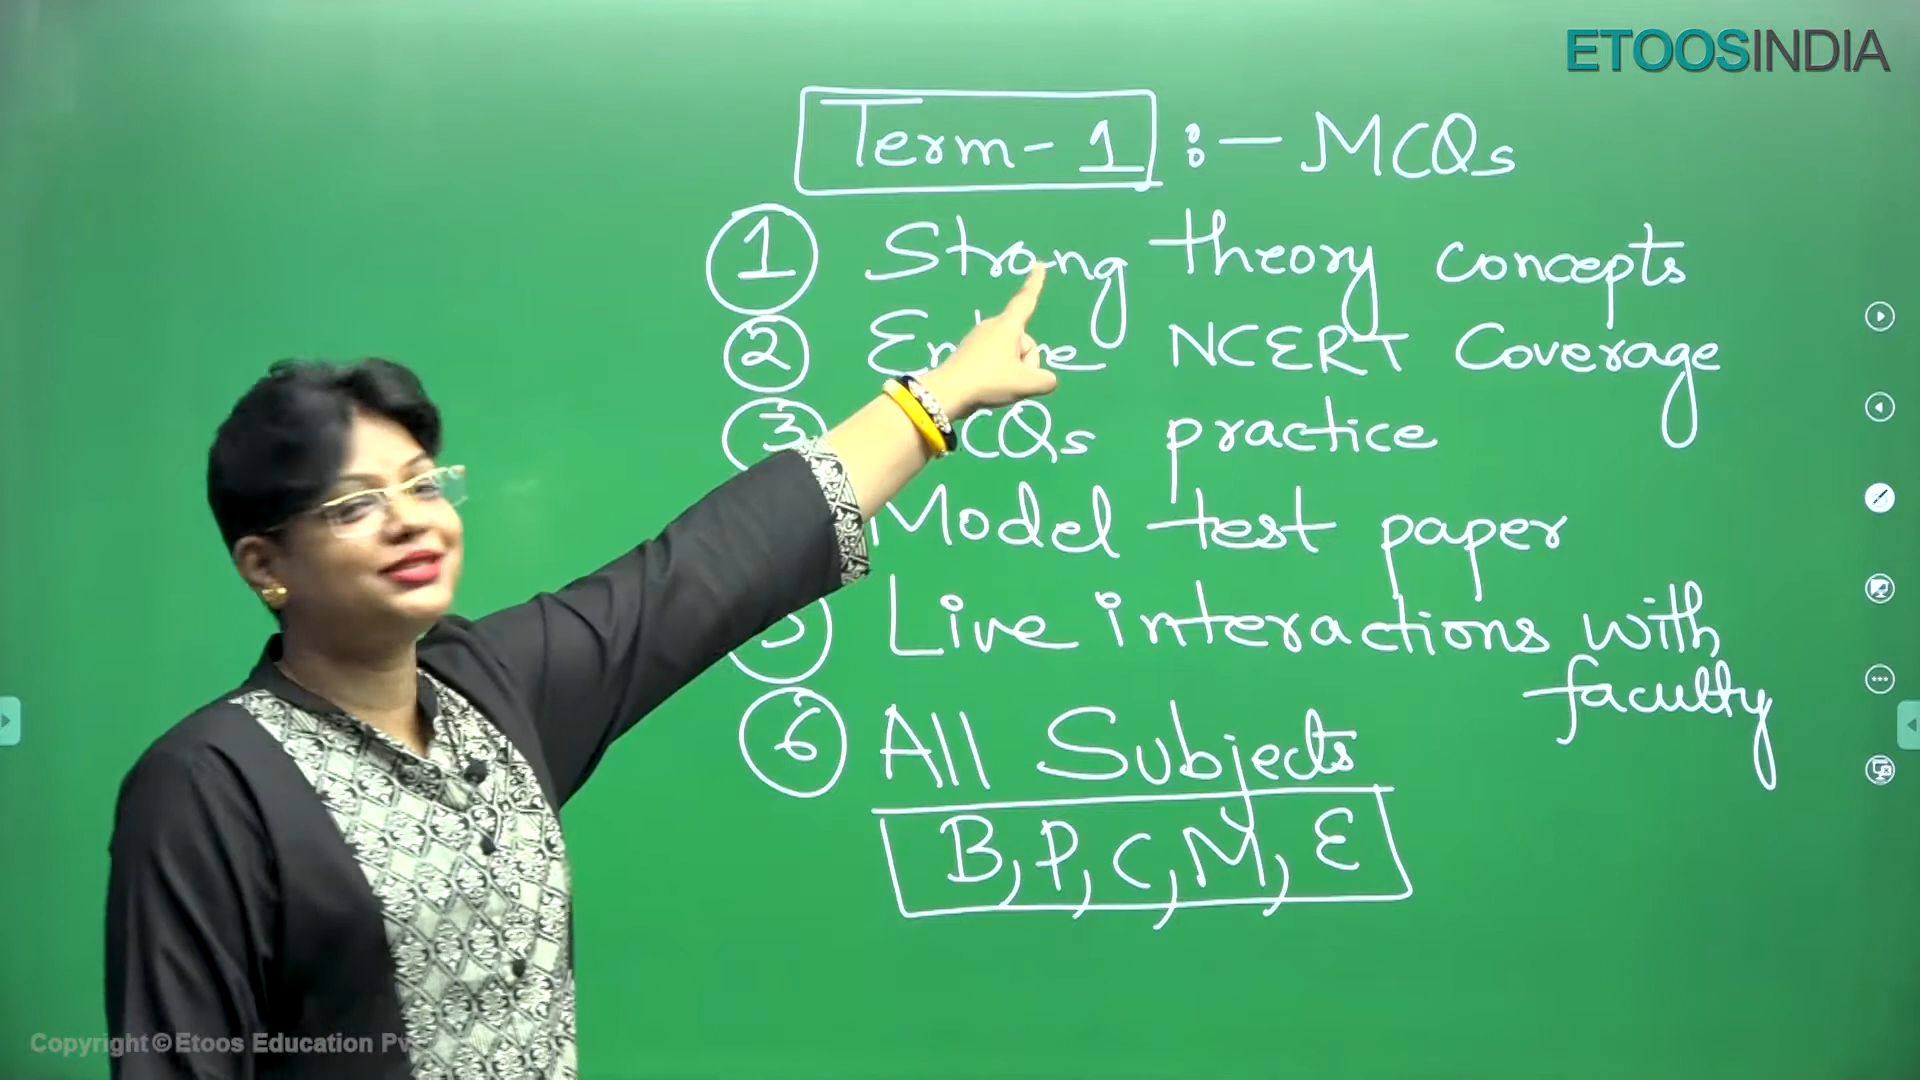 ETOOSINDIA
Term-1 :- MCQs
1 Strong theory concepts
2 NCERT Coverage
3 practice
Model test paper
5 Live interactions with
faculty
6 All Subjects
B, P, C, M, E
Copyright © Etoos Education